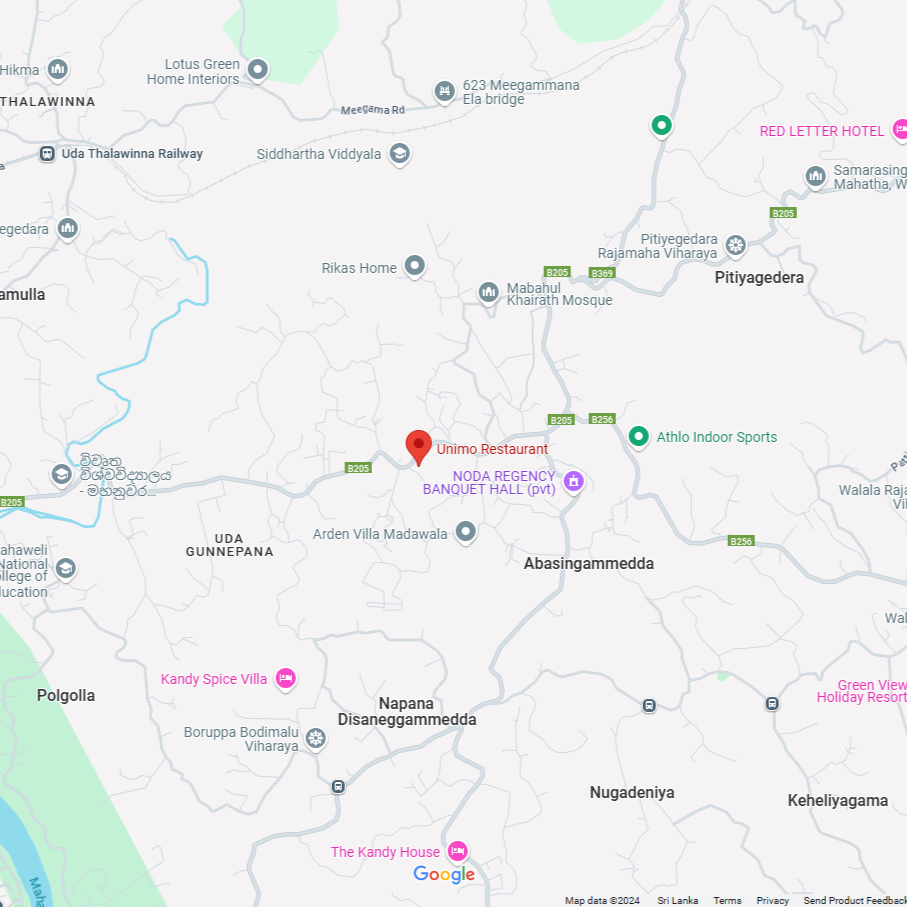 Lotus Green
Home Interiors
Hikma
THALAWINNA
623 Meegammana
Ela bridge
Meegama Rd
RED LETTER HOTEL
Uda Thalawinna Railway
Siddhartha Viddyala
Samarasing
Mahatha, W
B205
egedara
Pitiyegedara
Rajamaha Viharaya
Rikas Home
B205
B369
Pitiyagedera
Mabahul
Khairath Mosque
amulla
B205
B256
Athlo Indoor Sports
Unimo Restaurant
විවෘත
විශ්වවිද්‍යාලය
- මහනුවර...
B205
NODA REGENCY
BANQUET HALL (pvt)
Walala Raja
B205
Arden Villa Madawala
UDA
GUNNEPANA
B256
ahaweli
National
ollege of
ducation
Abasingammedda
Wal
Kandy Spice Villa
Green View
Holiday Resort
Polgolla
Napana
Disaneggammedda
Boruppa Bodimalu
Viharaya
Nugadeniya
Keheliyagama
The Kandy House
Google
Maha
Map data ©2024
Sri Lanka
Terms
Privacy
Send Product Feedback